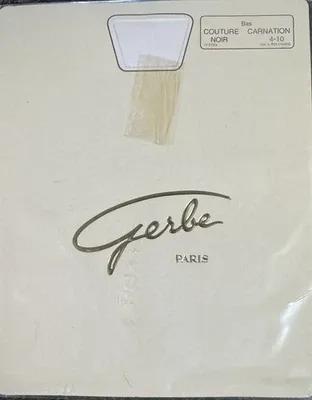 Bas
COUTURE CARNATION
NOIR 4-10
Gerbe
PARIS